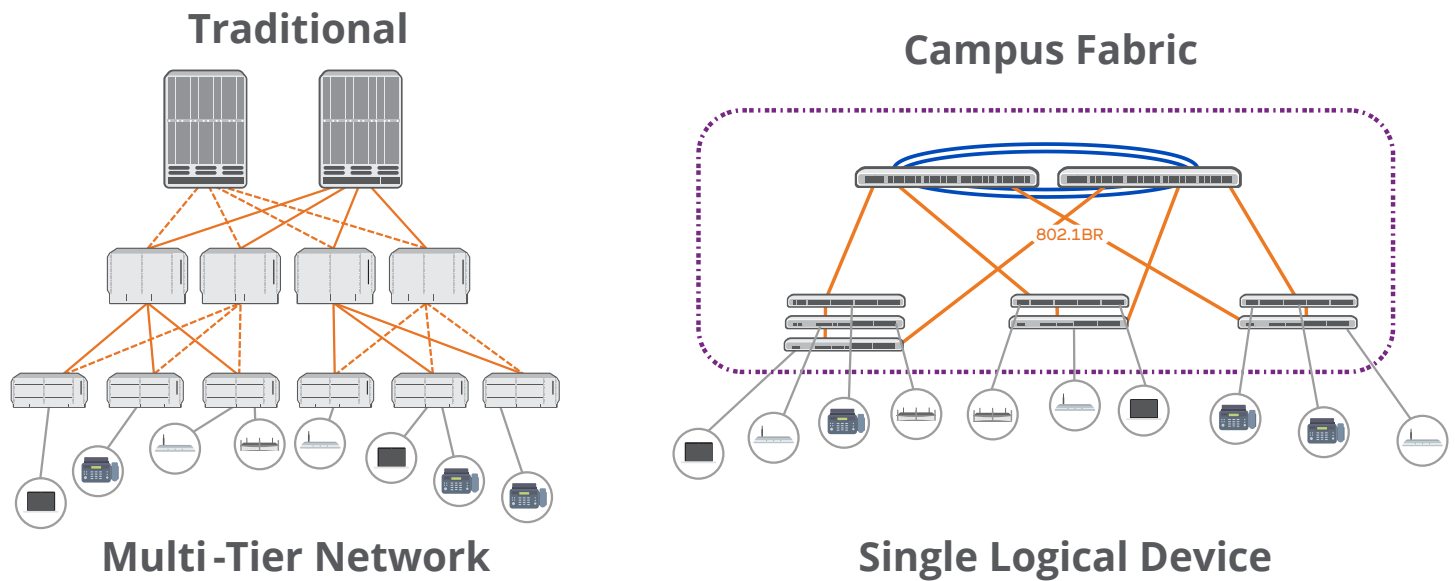 Traditional
Campus Fabric
802.1BR
Multi-Tier Network
Single Logical Device